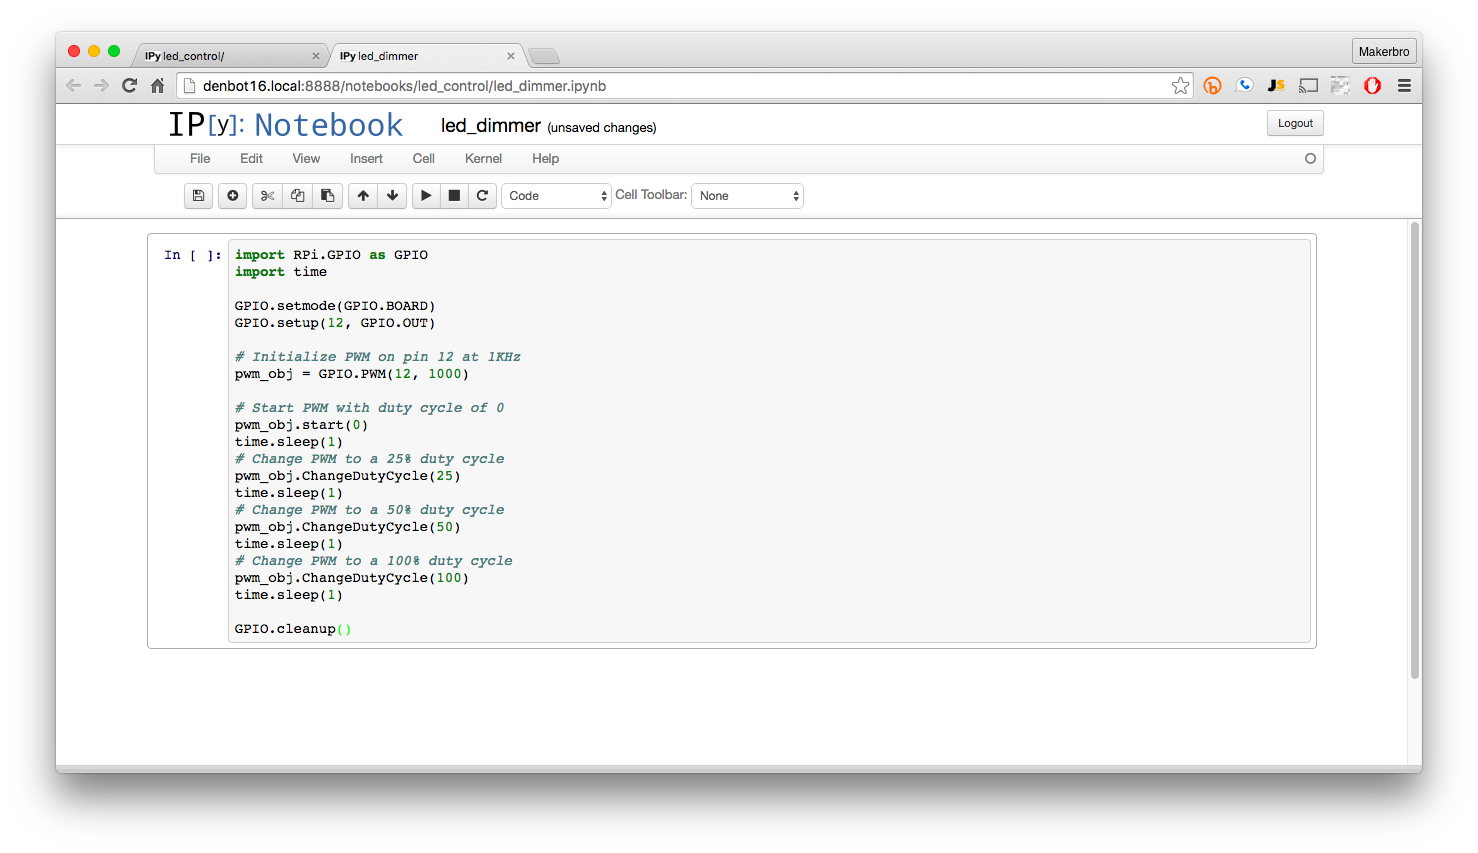 IPy led_control/ IPy led_dimmer Makerbro
denbot16.local:8888/notebooks/led_control/led_dimmer.ipynb
IP[y]: Notebook led_dimmer (unsaved changes) Logout
File Edit View Insert Cell Kernel Help
Code Cell Toolbar: None
In [ ]: import RPi.GPIO as GPIO
import time
GPIO.setmode(GPIO.BOARD)
GPIO.setup(12, GPIO.OUT)
# Initialize PWM on pin 12 at 1KHz
pwm_obj = GPIO.PWM(12, 1000)
# Start PWM with duty cycle of 0
pwm_obj.start(0)
time.sleep(1)
# Change PWM to a 25% duty cycle
pwm_obj.ChangeDutyCycle(25)
time.sleep(1)
# Change PWM to a 50% duty cycle
pwm_obj.ChangeDutyCycle(50)
time.sleep(1)
# Change PWM to a 100% duty cycle
pwm_obj.ChangeDutyCycle(100)
time.sleep(1)
GPIO.cleanup()